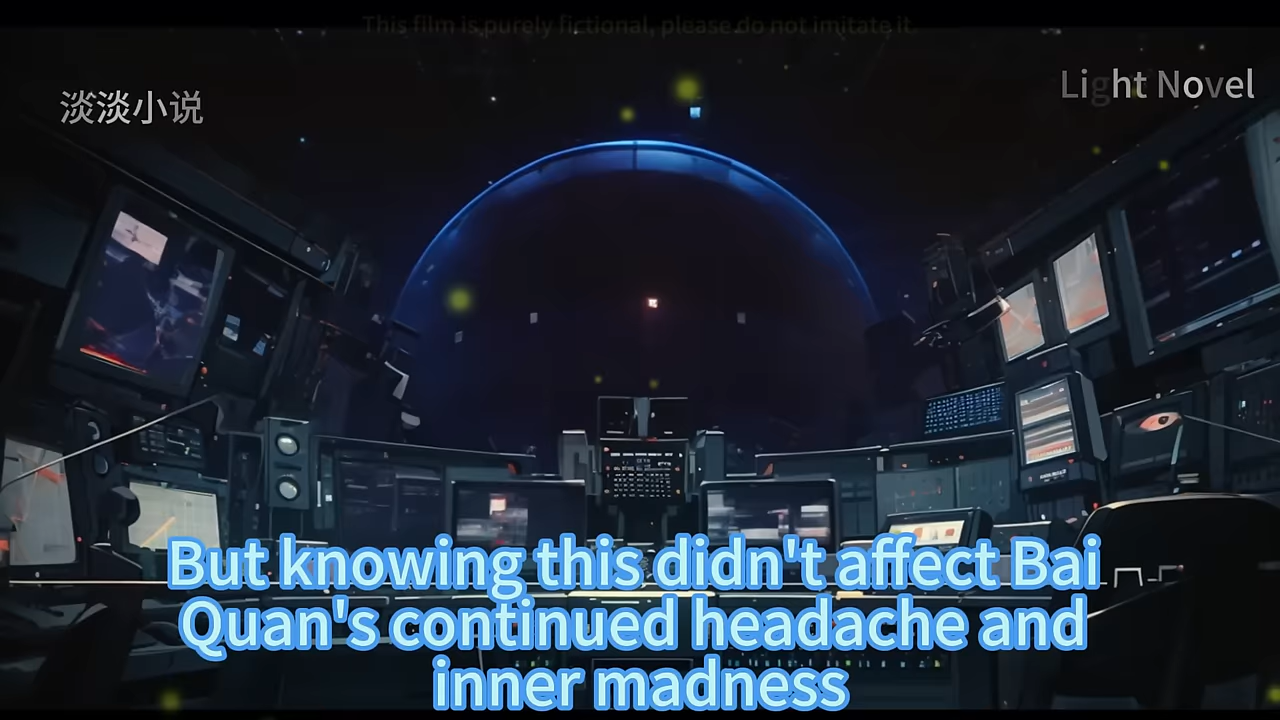 This film is purely fictional, please do not imitate it.
淡淡小说
Light Novel
But knowing this didn't affect Bai
Quan's continued headache and
inner madness